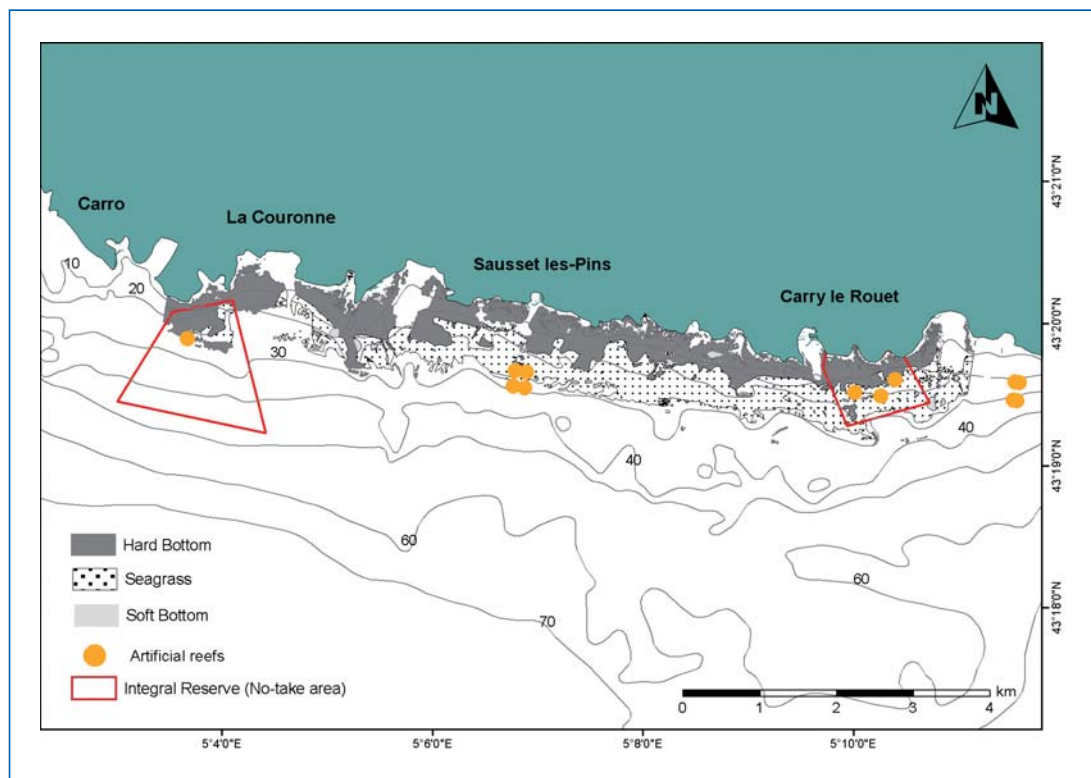 N
Carro
La Couronne
Sausset les-Pins
Carry le Rouet
10
20
30
40
40
60
60
70
43°21'0"N
43°20'0"N
43°19'0"N
43°18'0"N
Hard Bottom
Seagrass
Soft Bottom
Artificial reefs
Integral Reserve (No-take area)
km
0 1 2 3 4
5°4'0"E 5°6'0"E 5°8'0"E 5°10'0"E